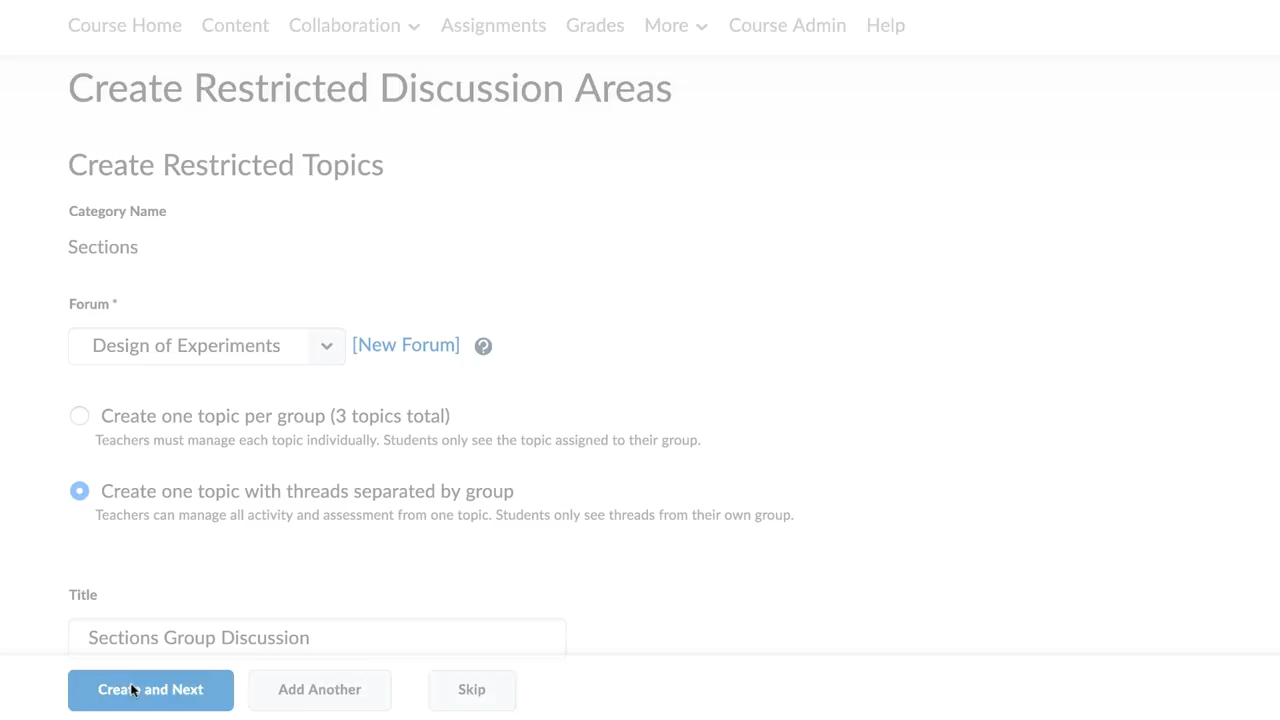 Course Home Content Collaboration Assignments Grades More Course Admin Help
Create Restricted Discussion Areas
Create Restricted Topics
Category Name
Sections
Forum *
Design of Experiments [New Forum] ?
Create one topic per group (3 topics total)
Teachers must manage each topic individually. Students only see the topic assigned to their group.
Create one topic with threads separated by group
Teachers can manage all activity and assessment from one topic. Students only see threads from their own group.
Title
Sections Group Discussion
Create and Next Add Another Skip